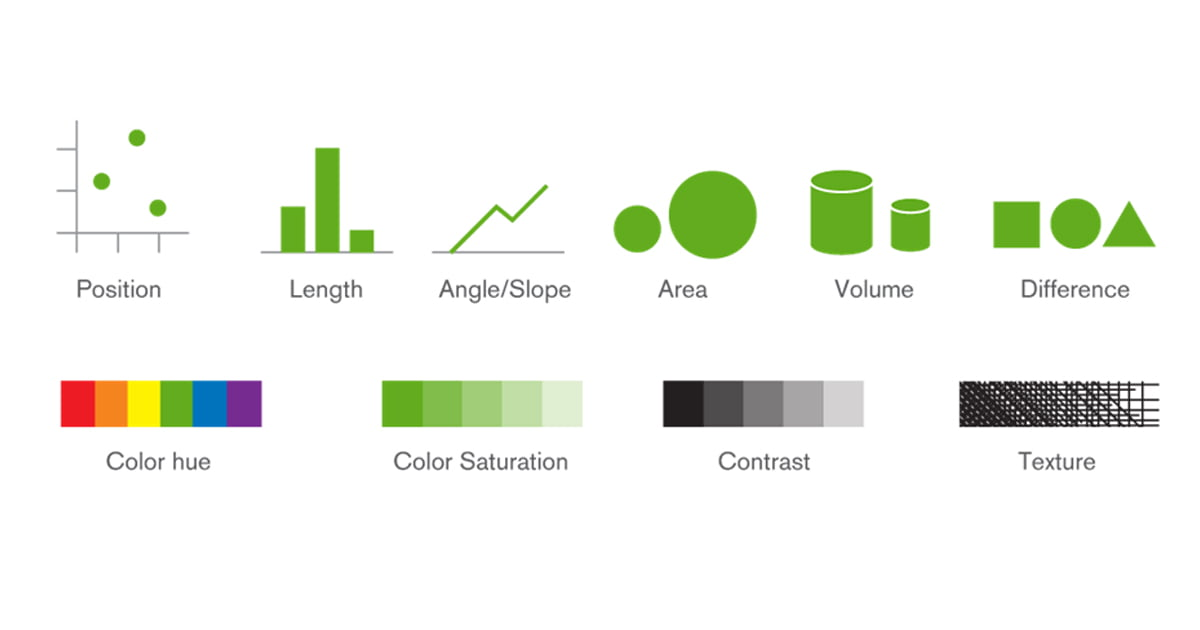 Position
Length
Angle/Slope
Area
Volume
Difference
Color hue
Color Saturation
Contrast
Texture